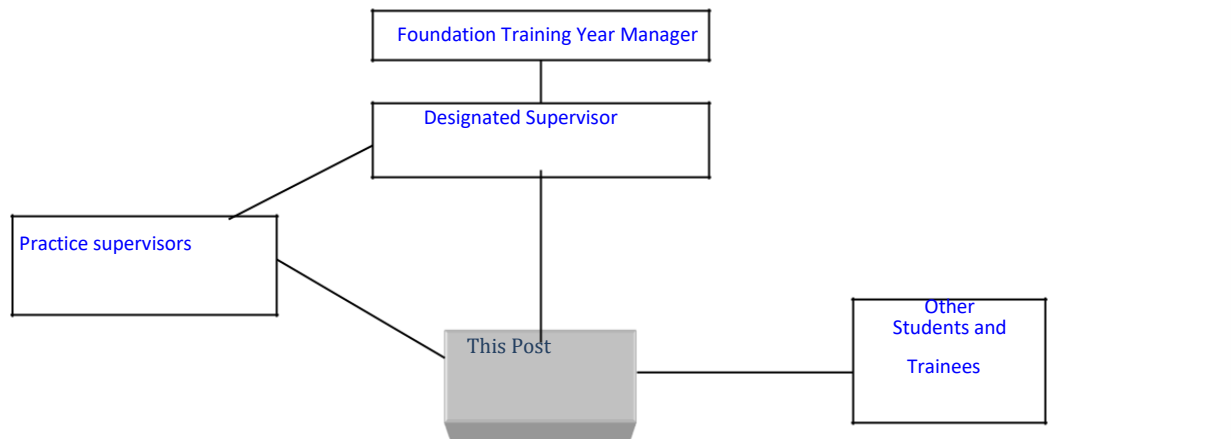 Foundation Training Year Manager
Designated Supervisor
Practice supervisors
This Post
Other
Students and
Trainees